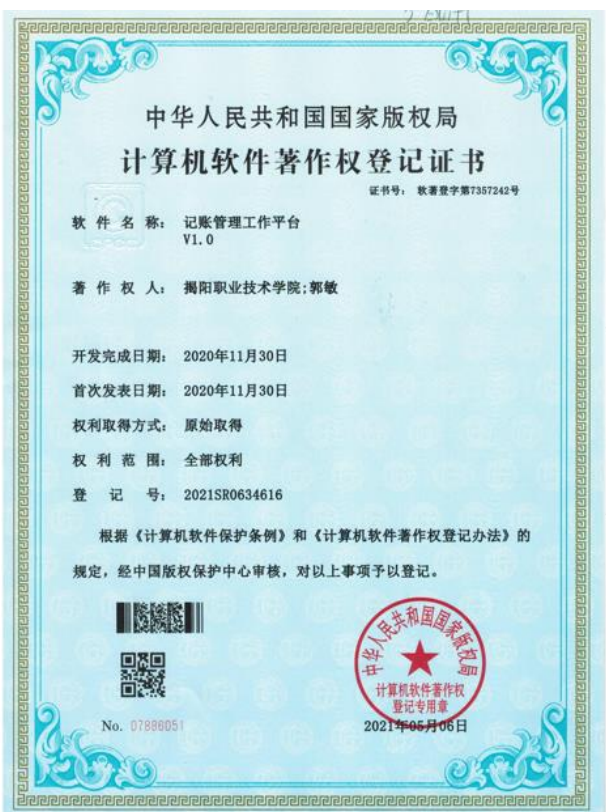 中华人民共和国国家版权局
计算机软件著作权登记证书
证书号： 软著登字第7357242号
软件名称： 记账管理工作平台
V1.0
著作权人： 揭阳职业技术学院;郭敏
开发完成日期： 2020年11月30日
首次发表日期： 2020年11月30日
权利取得方式： 原始取得
权利范围： 全部权利
登记号： 2021SR0634616
根据《计算机软件保护条例》和《计算机软件著作权登记办法》的
规定，经中国版权保护中心审核，对以上事项予以登记。
中华人民共和国国家版权局
计算机软件著作权
登记专用章
No. 07886051
2021年05月06日